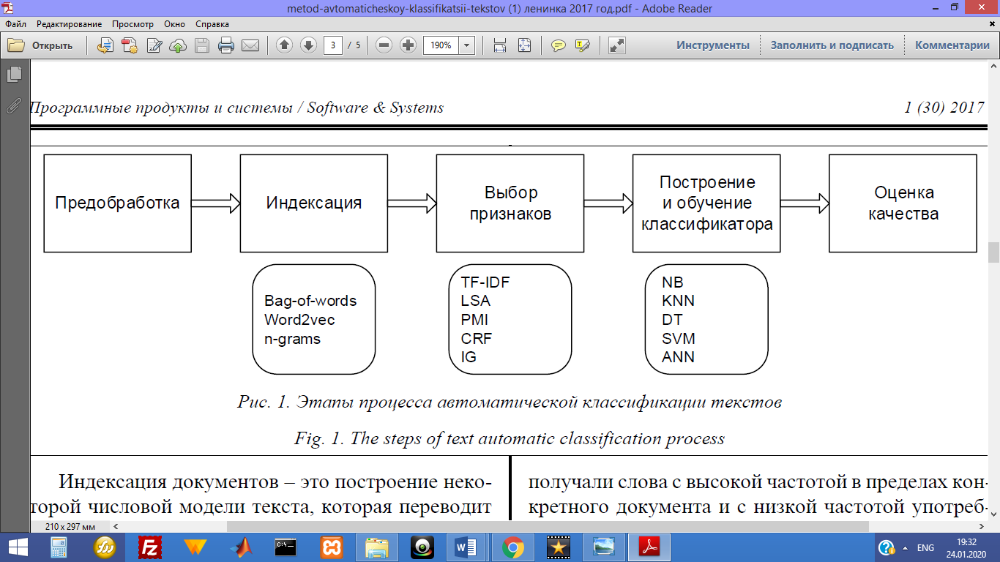 metod-avtomaticheskoy-klassifikatsii-tekstov (1) ленинка 2017 год.pdf - Adobe Reader
Файл Редактирование Просмотр Окно Справка
Открыть 3 / 5 190% Инструменты Заполнить и подписать Комментарии
Программные продукты и системы / Software & Systems 1 (30) 2017
Предобработка
Индексация
Выбор
признаков
Построение
и обучение
классификатора
Оценка
качества
Bag-of-words
Word2vec
n-grams
TF-IDF
LSA
PMI
CRF
IG
NB
KNN
DT
SVM
ANN
Рис. 1. Этапы процесса автоматической классификации текстов
Fig. 1. The steps of text automatic classification process
Индексация документов – это построение неко-
торой числовой модели текста, которая переводит
получали слова с высокой частотой в пределах кон-
кретного документа и с низкой частотой употреб-
210 x 297 мм
ENG
19:32
24.01.2020